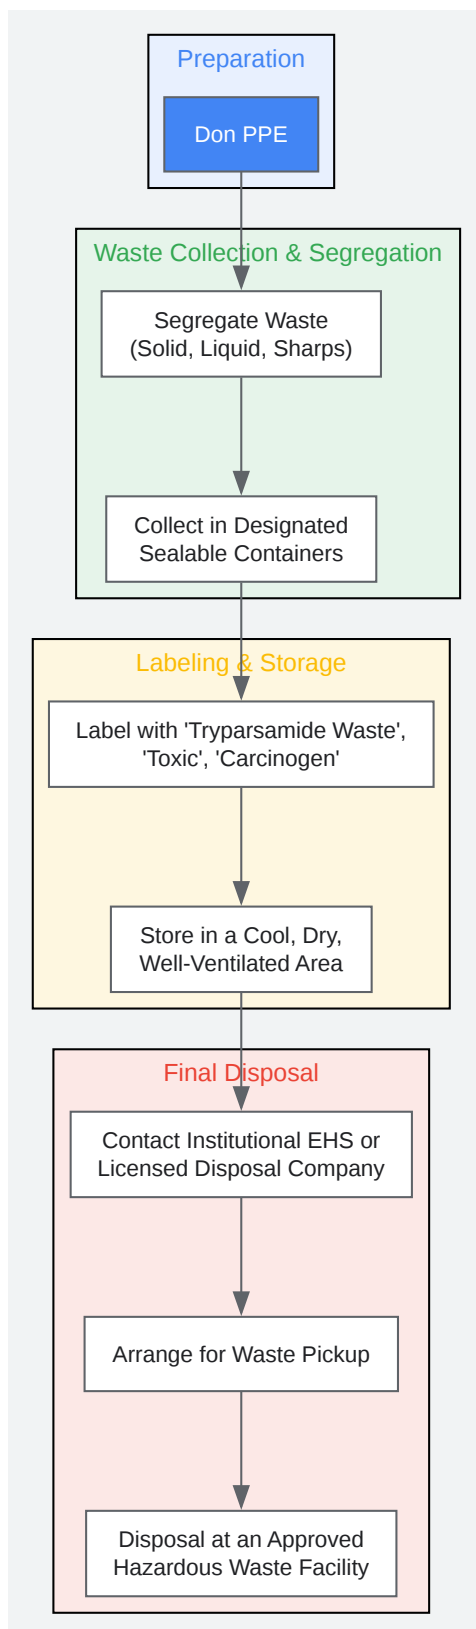 Preparation
Don PPE
Waste Collection & Segregation
Segregate Waste
(Solid, Liquid, Sharps)
Collect in Designated
Sealable Containers
Labeling & Storage
Label with 'Tryparsamide Waste',
'Toxic', 'Carcinogen'
Store in a Cool, Dry,
Well-Ventilated Area
Final Disposal
Contact Institutional EHS or
Licensed Disposal Company
Arrange for Waste Pickup
Disposal at an Approved
Hazardous Waste Facility